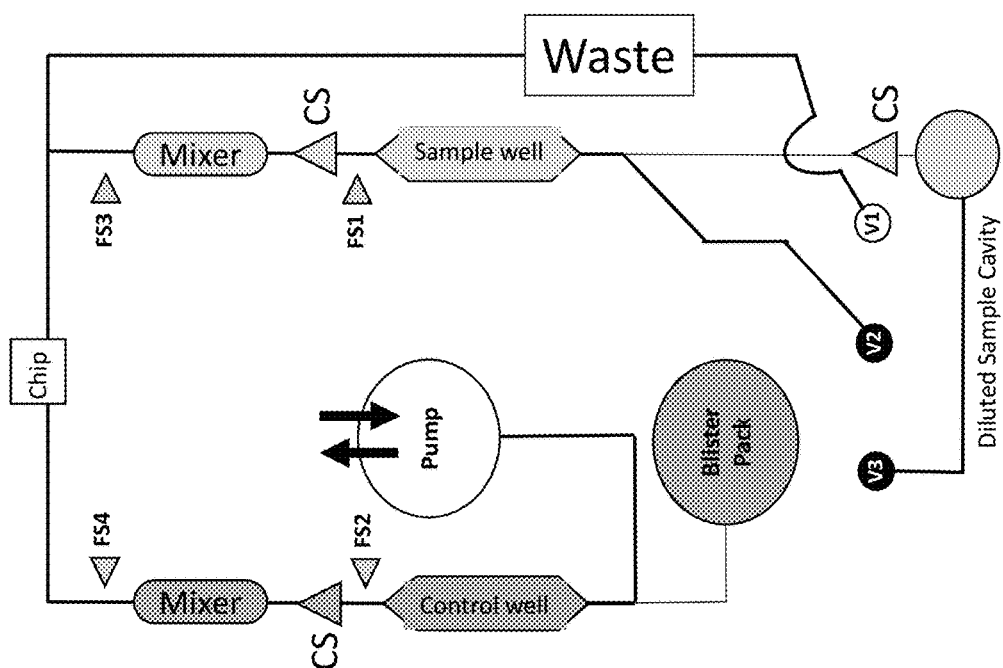 Waste
CS
Mixer
CS
Sample well
FS3
FS1
V1
Chip
V2
Diluted Sample Cavity
Pump
Blister
Pack
V3
FS4
FS2
Mixer
CS
Control well